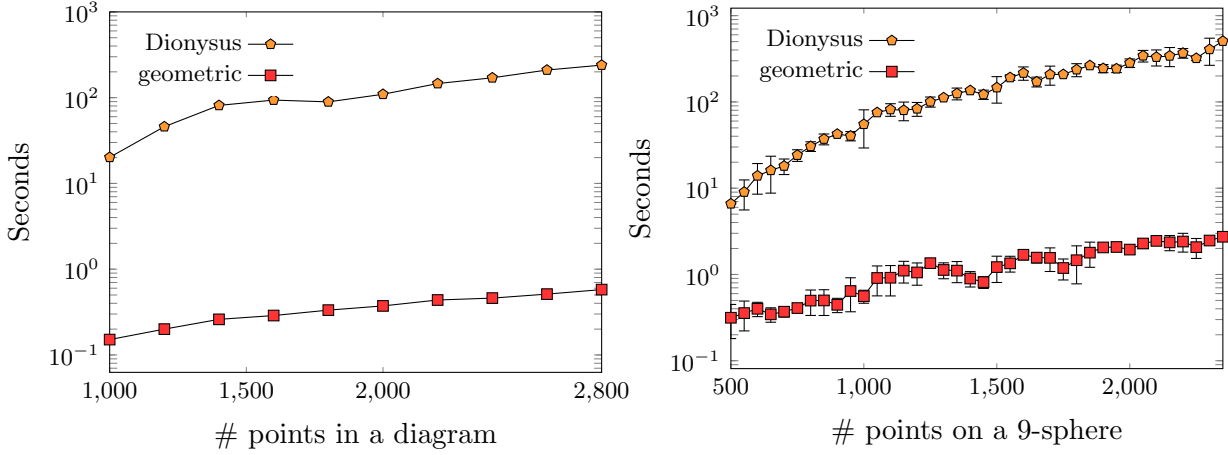 10^3
Dionysus
geometric
10^2
10^1
10^0
10^−1
Seconds
1,000
1,500
2,000
2,800
# points in a diagram
10^3
Dionysus
geometric
10^2
10^1
10^0
10^−1
Seconds
500
1,000
1,500
2,000
# points on a 9-sphere